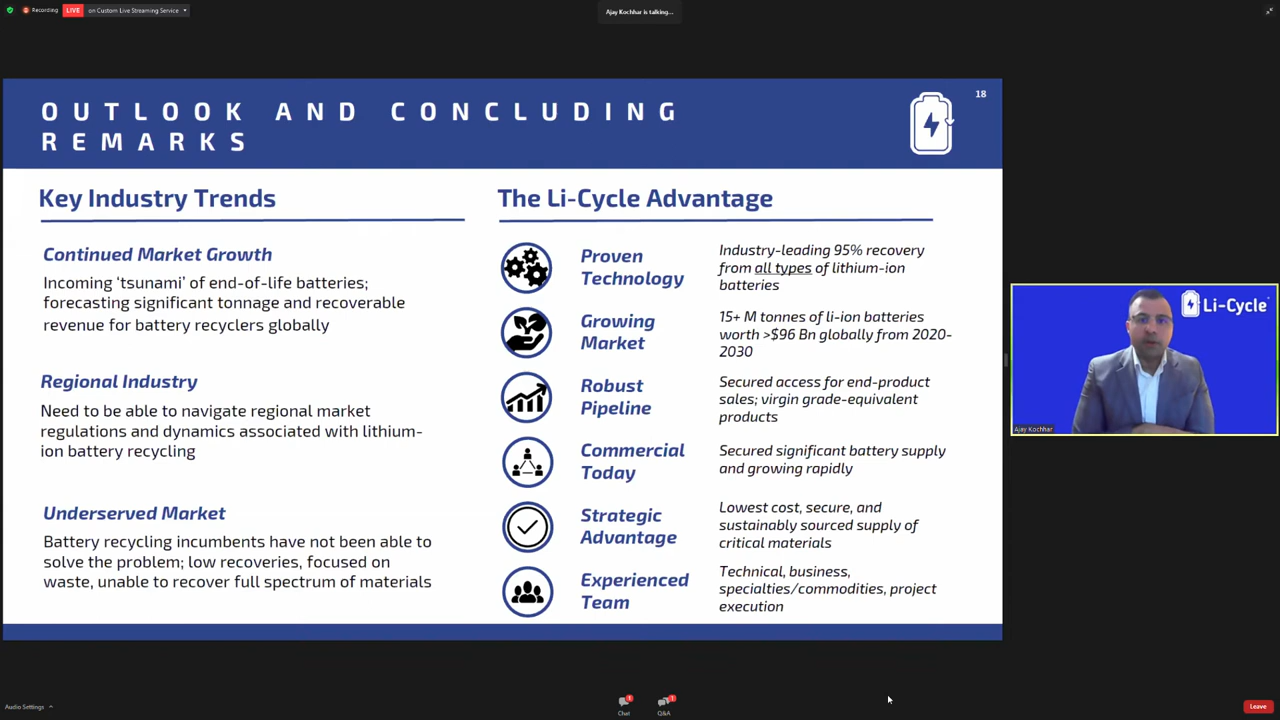 Recording
LIVE
on Custom Live Streaming Service
Ajay Kochhar is talking...
OUTLOOK AND CONCLUDING
REMARKS
18
Key Industry Trends
Continued Market Growth
Incoming ‘tsunami’ of end-of-life batteries;
forecasting significant tonnage and recoverable
revenue for battery recyclers globally
Regional Industry
Need to be able to navigate regional market
regulations and dynamics associated with lithium-
ion battery recycling
Underserved Market
Battery recycling incumbents have not been able to
solve the problem; low recoveries, focused on
waste, unable to recover full spectrum of materials
The Li-Cycle Advantage
Proven
Technology
Industry-leading 95% recovery
from all types of lithium-ion
batteries
Growing
Market
15+ M tonnes of li-ion batteries
worth >$96 Bn globally from 2020-
2030
Robust
Pipeline
Secured access for end-product
sales; virgin grade-equivalent
products
Commercial
Today
Secured significant battery supply
and growing rapidly
Strategic
Advantage
Lowest cost, secure, and
sustainably sourced supply of
critical materials
Experienced
Team
Technical, business,
specialties/commodities, project
execution
Li-Cycle
Ajay Kochhar
Audio Settings
Chat
Q&A
Leave